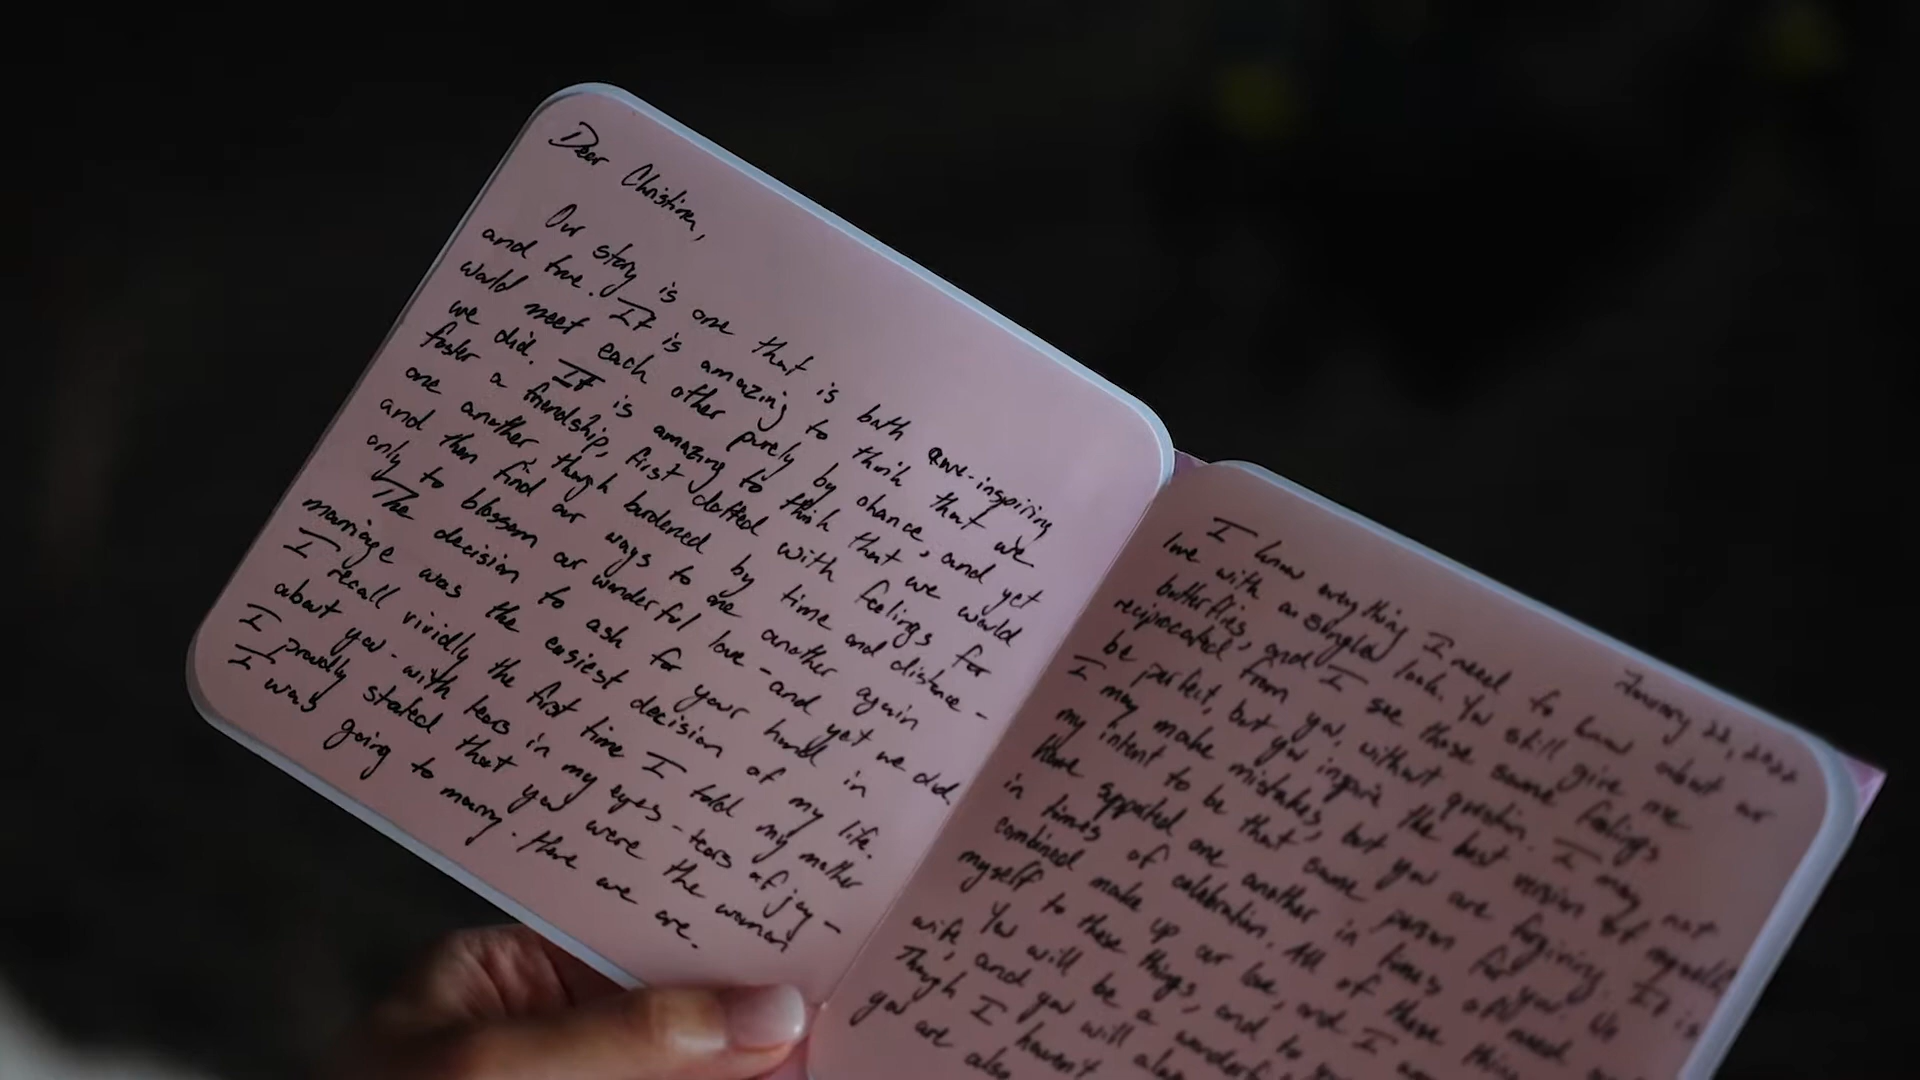 Dear Christina,
Our story is one that is both awe-inspiring
and true. It is amazing to think that we
would meet each other purely by chance, and yet
we did. It is amazing to think that we would
foster a friendship, first dotted with feelings for
one another, though burdened by time and distance -
and then find our ways to one another again
only to blossom our wonderful love - and yet we did.
The decision to ask for your hand in
marriage was the easiest decision of my life.
I recall vividly the first time I told my mother
about you - with tears in my eyes - tears of joy -
I proudly stated that you were the woman
I was going to marry. Here we are.
January 22, 2022
I know everything I need to know about our
love with a single look. You still give me
butterflies, and I see those same feelings
reciprocated from you, without question. I may not
be perfect, but you inspire the best version of myself.
I may make mistakes, but you are forgiving. It is
my intent to be that same person for you. We
have supported one another in times of need
in times of celebration. All of these things
combined make up our love, and I
myself to these things, and to
You will be a wonderful
wife, and you will
Though I haven't
you are also